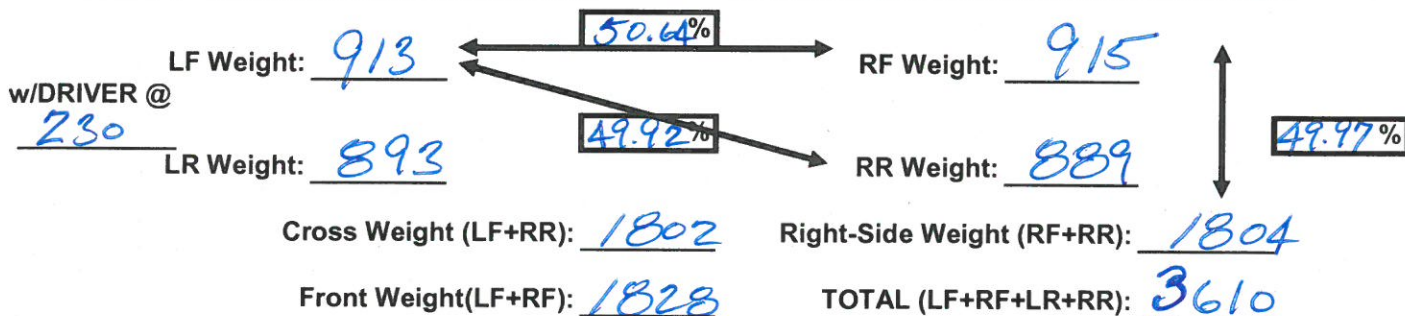 50.64%
LF Weight: 913 RF Weight: 915
w/DRIVER @
230 49.92% 49.97%
LR Weight: 893 RR Weight: 889
Cross Weight (LF+RR): 1802 Right-Side Weight (RF+RR): 1804
Front Weight(LF+RF): 1828 TOTAL (LF+RF+LR+RR): 3610